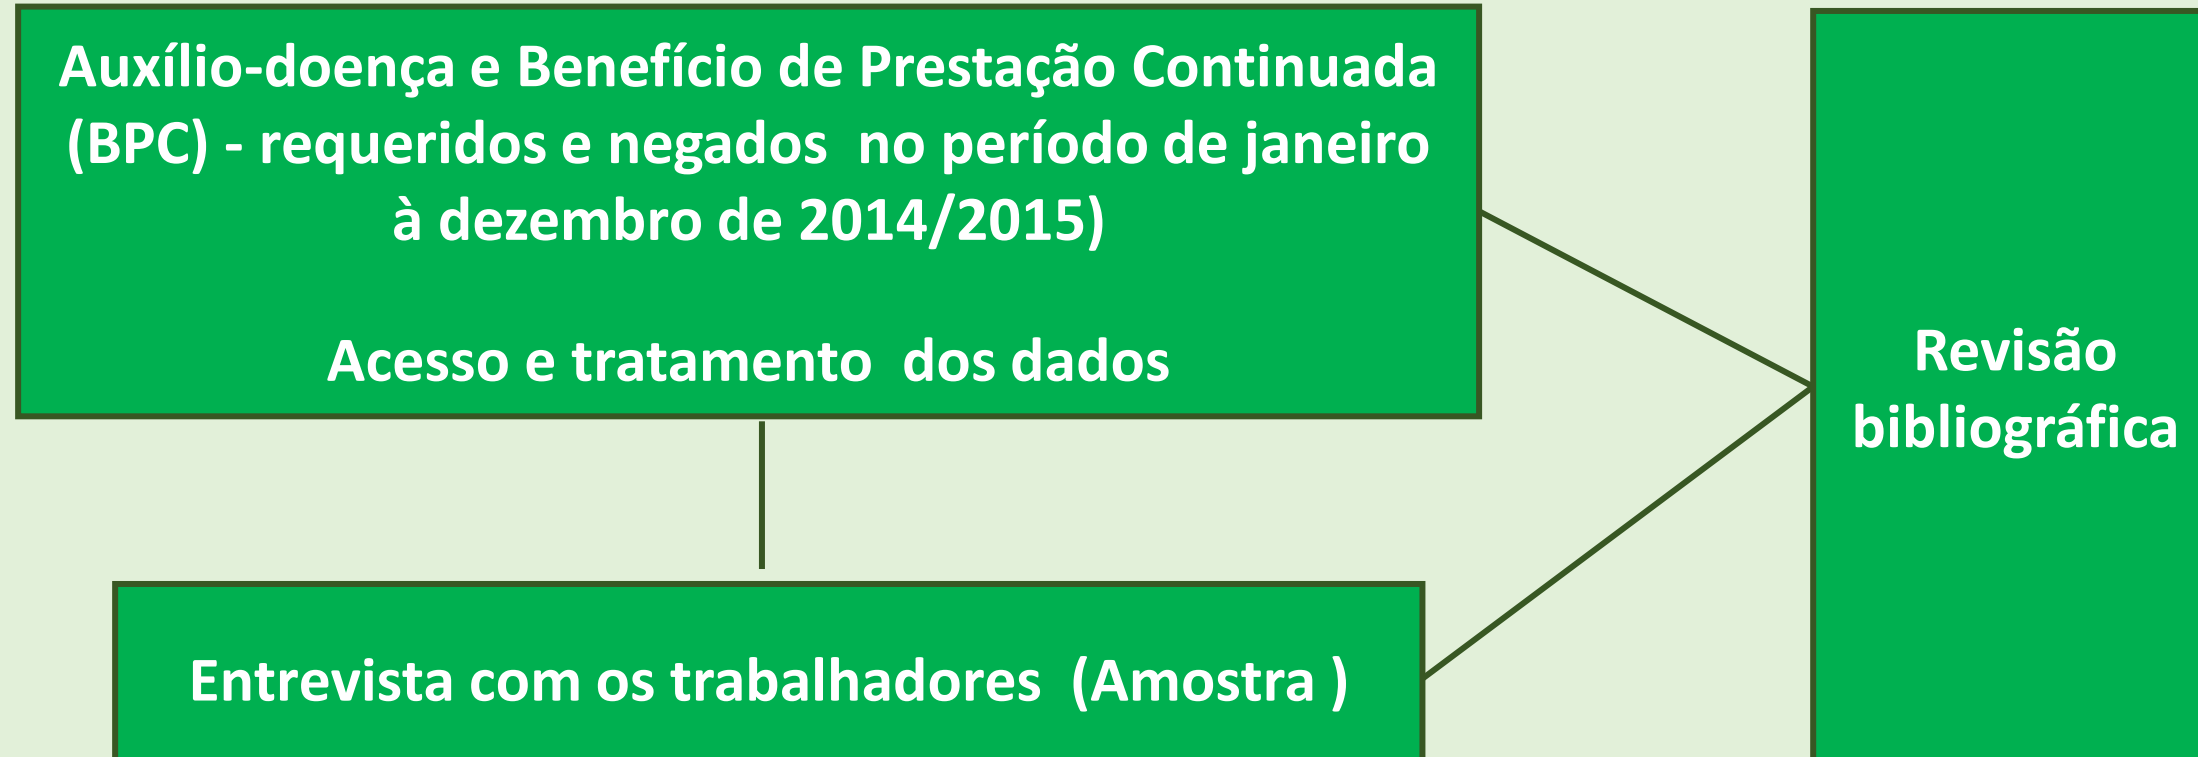 Auxílio-doença e Benefício de Prestação Continuada
(BPC) - requeridos e negados  no período de janeiro
à dezembro de 2014/2015)
Acesso e tratamento  dos dados
Revisão
bibliográfica
Entrevista com os trabalhadores  (Amostra )